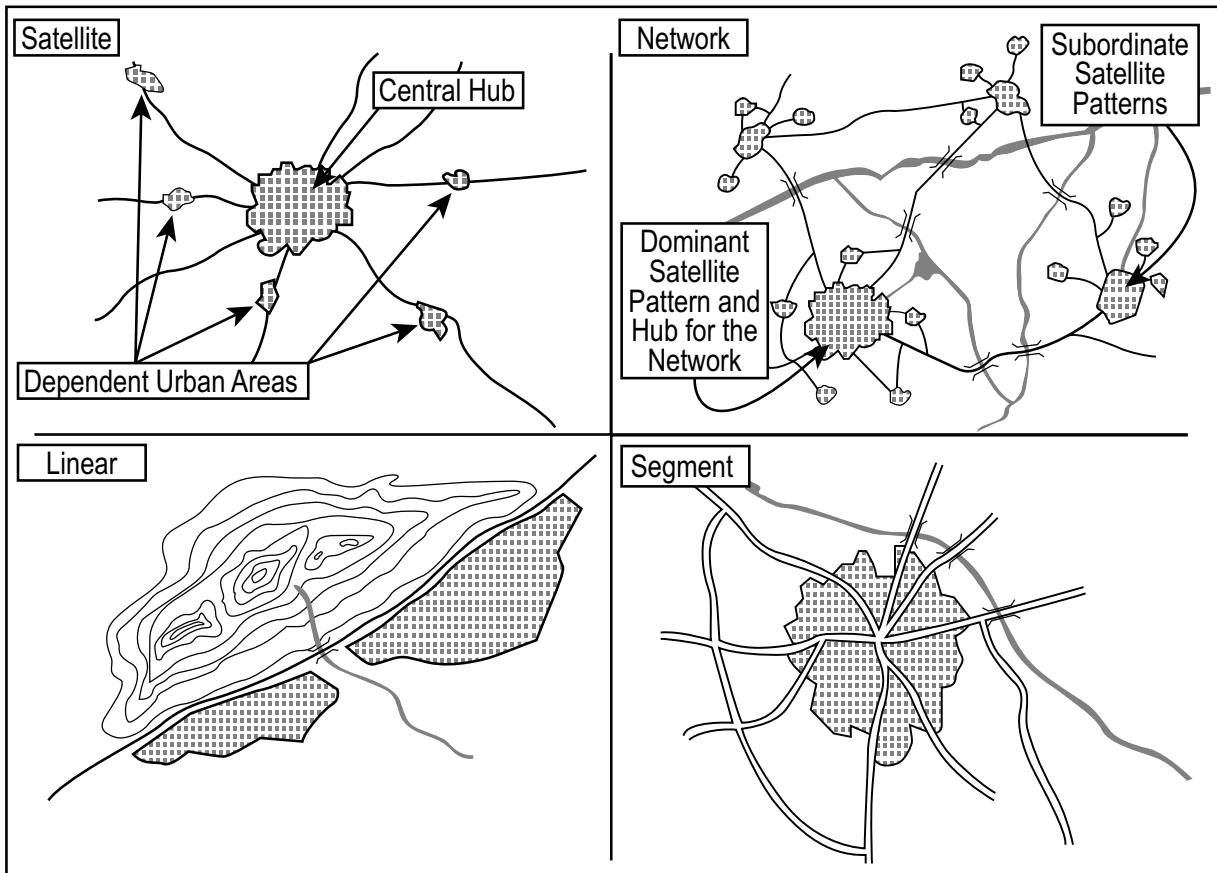 Satellite
Central Hub
Dependent Urban Areas
Network
Subordinate
Satellite
Patterns
Dominant
Satellite
Pattern and
Hub for the
Network
Linear
Segment